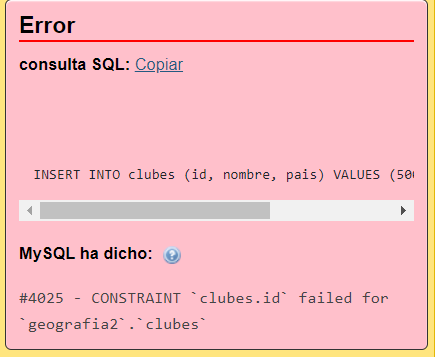 Error
consulta SQL: Copiar
INSERT INTO clubes (id, nombre, pais) VALUES (500
MySQL ha dicho:
#4025 - CONSTRAINT `clubes.id` failed for
`geografia2`.`clubes`